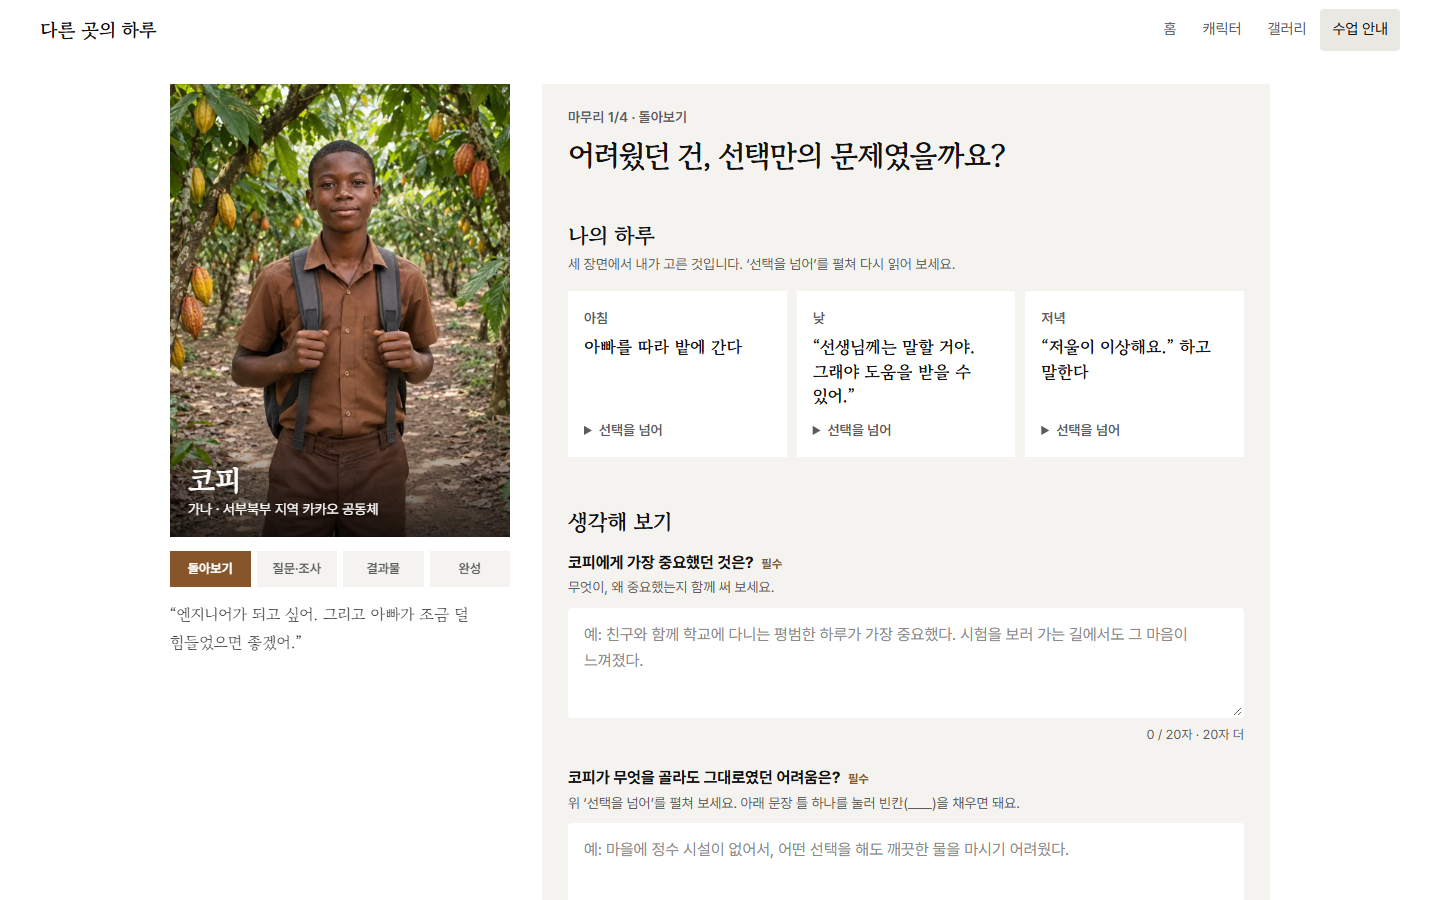 다른 곳의 하루
홈
캐릭터
갤러리
수업 안내
코피
가나 · 서부북부 지역 카카오 공동체
돌아보기
질문·조사
결과물
완성
“엔지니어가 되고 싶어. 그리고 아빠가 조금 덜
힘들었으면 좋겠어.”
마무리 1/4 · 돌아보기
어려웠던 건, 선택만의 문제였을까요?
나의 하루
세 장면에서 내가 고른 것입니다. ‘선택을 넘어’를 펼쳐 다시 읽어 보세요.
아침
아빠를 따라 밭에 간다
▶ 선택을 넘어
낮
“선생님께는 말할 거야.
그래야 도움을 받을 수
있어.”
▶ 선택을 넘어
저녁
“저울이 이상해요.” 하고
말한다
▶ 선택을 넘어
생각해 보기
코피에게 가장 중요했던 것은? 필수
무엇이, 왜 중요했는지 함께 써 보세요.
예: 친구와 함께 학교에 다니는 평범한 하루가 가장 중요했다. 시험을 보러 가는 길에서도 그 마음이
느껴졌다.
0 / 20자 · 20자 더
코피가 무엇을 골라도 그대로였던 어려움은? 필수
위 ‘선택을 넘어’를 펼쳐 보세요. 아래 문장 틀 하나를 눌러 빈칸(____)을 채우면 돼요.
예: 마을에 정수 시설이 없어서, 어떤 선택을 해도 깨끗한 물을 마시기 어려웠다.